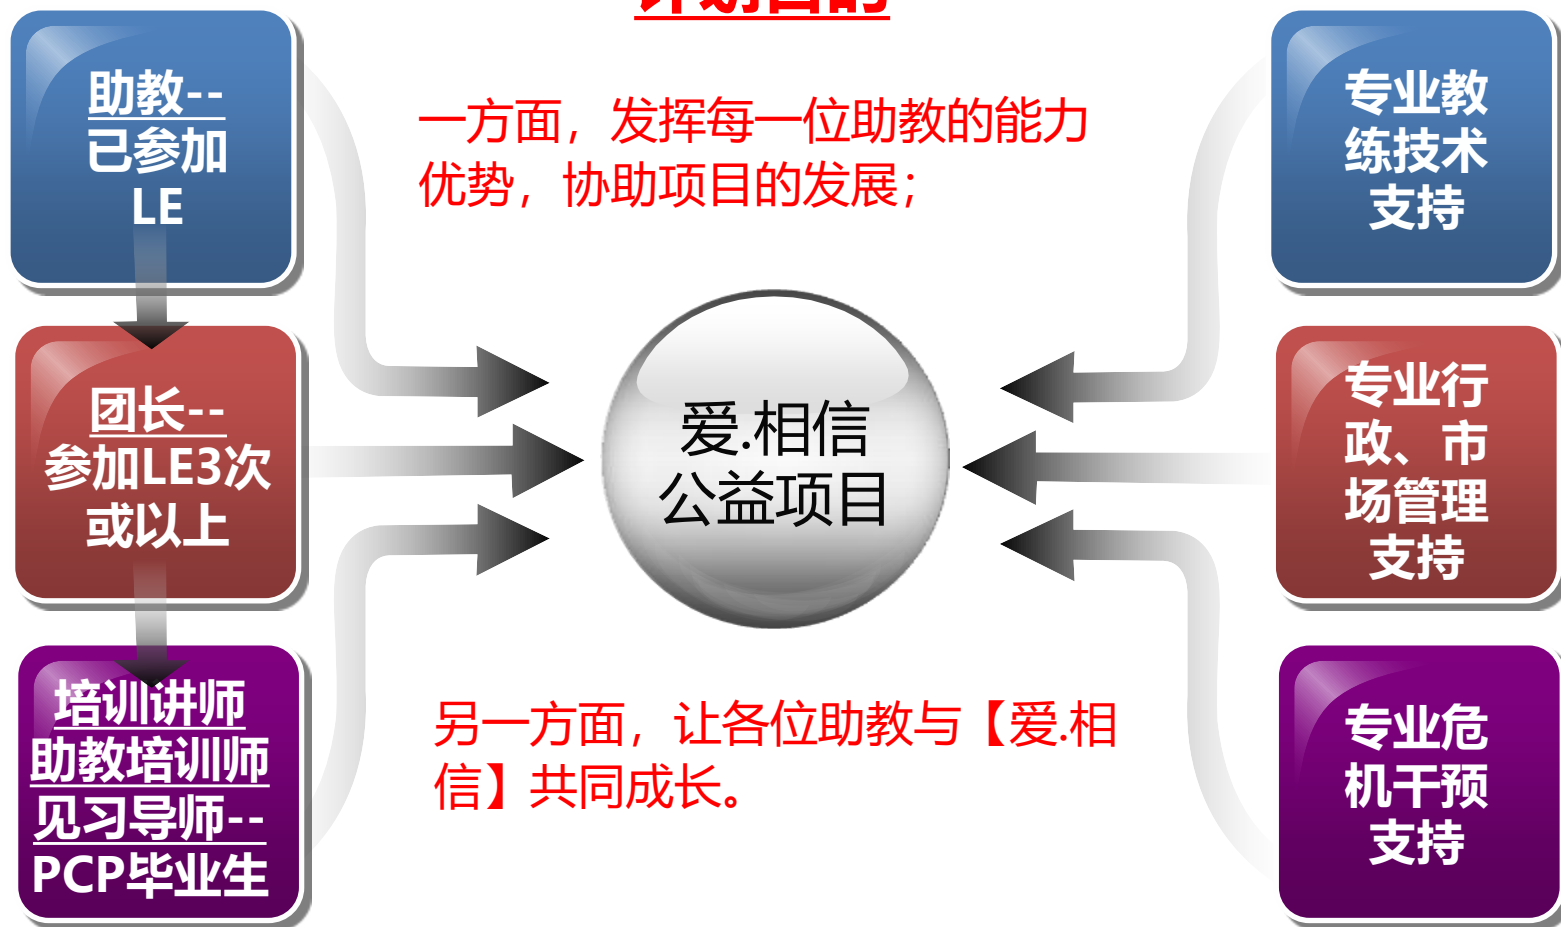 计划目的
助教--
已参加
LE
团长--
参加LE3次
或以上
培训讲师
助教培训师
见习导师--
PCP毕业生
一方面，发挥每一位助教的能力
优势，协助项目的发展；
爱.相信
公益项目
另一方面，让各位助教与【爱.相
信】共同成长。
专业教
练技术
支持
专业行
政、市
场管理
支持
专业危
机干预
支持